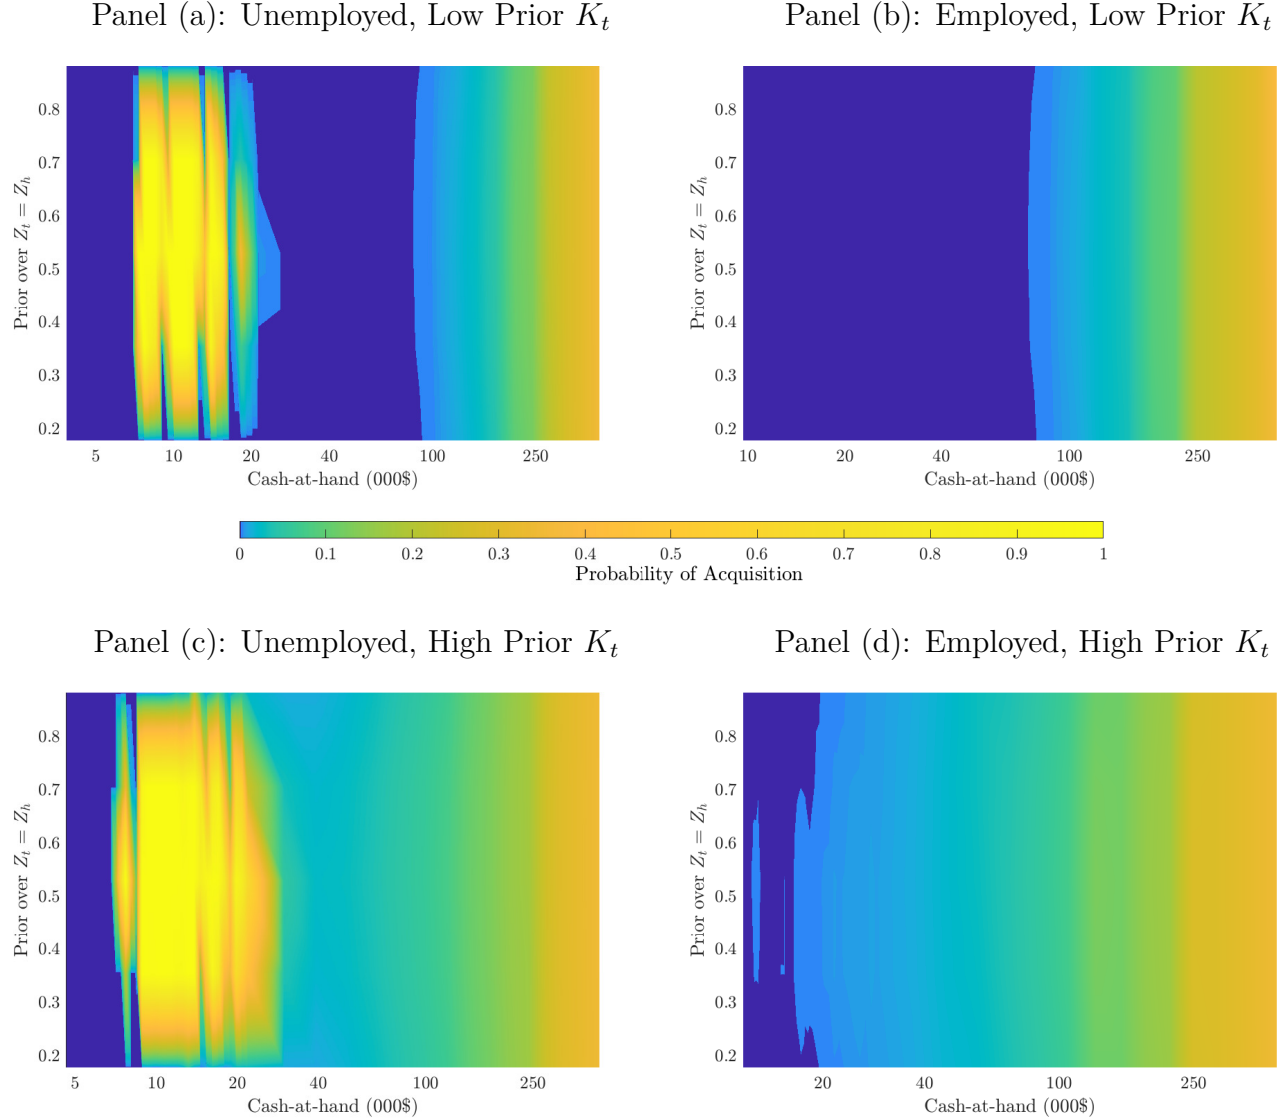 Panel (a): Unemployed, Low Prior $K_t$
Panel (b): Employed, Low Prior $K_t$
Prior over $Z_t = Z_h$
0.8
0.7
0.6
0.5
0.4
0.3
0.2
5 10 20 40 100 250
Cash-at-hand (000$)
Prior over $Z_t = Z_h$
0.8
0.7
0.6
0.5
0.4
0.3
0.2
10 20 40 100 250
Cash-at-hand (000$)
0 0.1 0.2 0.3 0.4 0.5 0.6 0.7 0.8 0.9 1
Probability of Acquisition
Panel (c): Unemployed, High Prior $K_t$
Panel (d): Employed, High Prior $K_t$
Prior over $Z_t = Z_h$
0.8
0.7
0.6
0.5
0.4
0.3
0.2
5 10 20 40 100 250
Cash-at-hand (000$)
Prior over $Z_t = Z_h$
0.8
0.7
0.6
0.5
0.4
0.3
0.2
20 40 100 250
Cash-at-hand (000$)